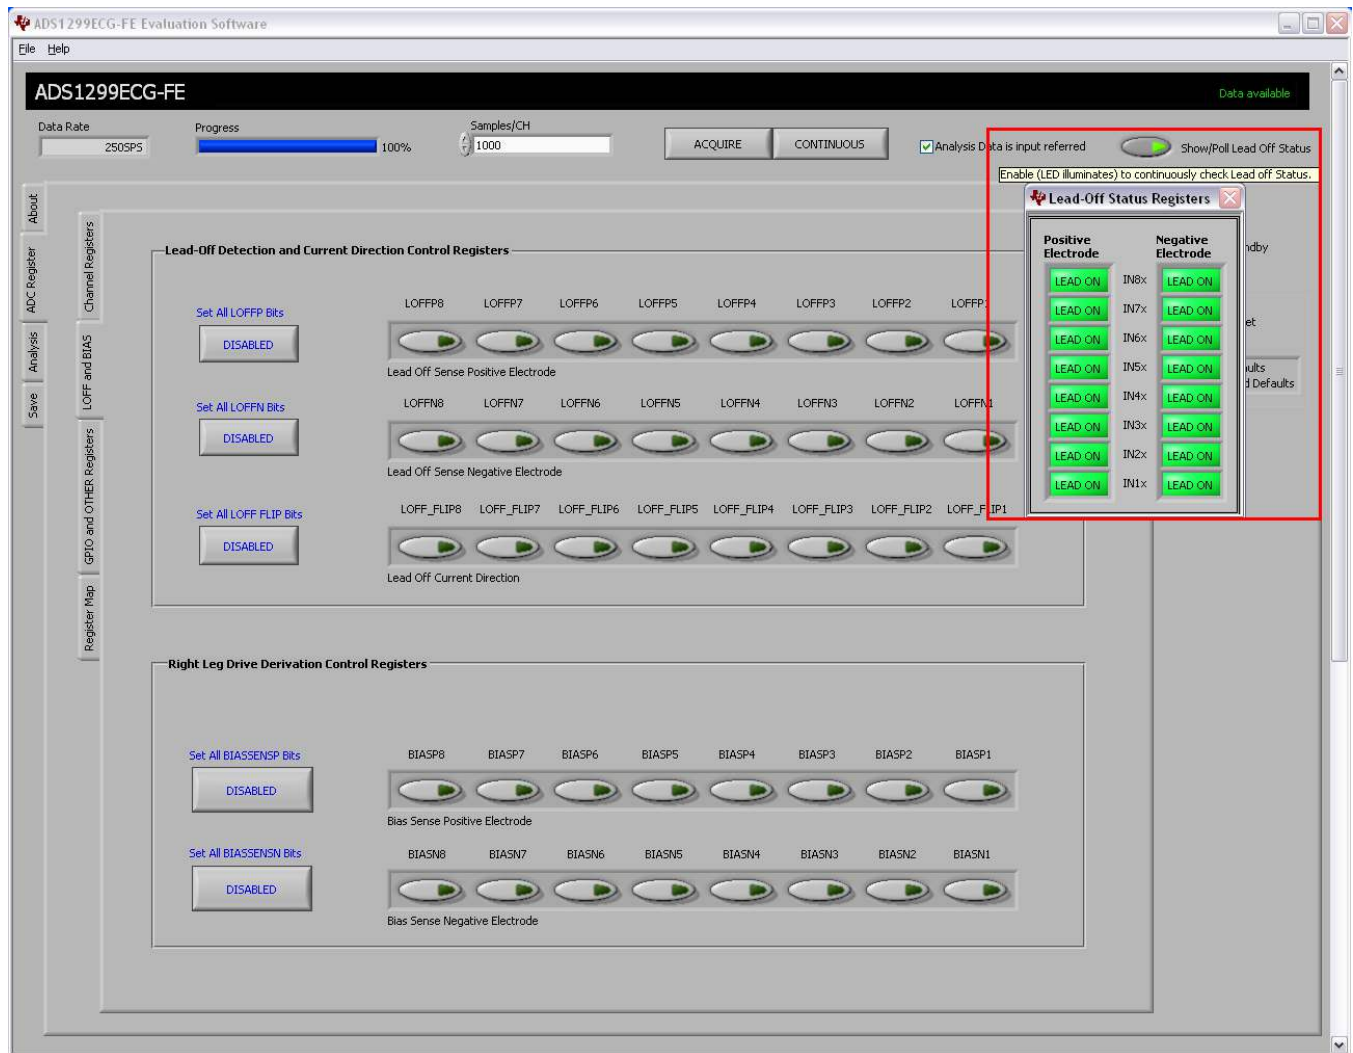 ADS1299ECG-FE Evaluation Software
File Help
ADS1299ECG-FE
Data available
Data Rate
250SPS
Progress
100%
Samples/CH
1000
ACQUIRE
CONTINUOUS
Analysis Data is input referred
Show/Poll Lead Off Status
Enable (LED illuminates) to continuously check Lead off Status.
About
ADC Register
Analysis
Save
Channel Registers
LOFF and BIAS
GPIO and OTHER Registers
Register Map
Lead-Off Detection and Current Direction Control Registers
Set All LOFFP Bits
DISABLED
LOFFP8 LOFFP7 LOFFP6 LOFFP5 LOFFP4 LOFFP3 LOFFP2 LOFFP1
Lead Off Sense Positive Electrode
Set All LOFFN Bits
DISABLED
LOFFN8 LOFFN7 LOFFN6 LOFFN5 LOFFN4 LOFFN3 LOFFN2 LOFFN1
Lead Off Sense Negative Electrode
Set All LOFF FLIP Bits
DISABLED
LOFF_FLIP8 LOFF_FLIP7 LOFF_FLIP6 LOFF_FLIP5 LOFF_FLIP4 LOFF_FLIP3 LOFF_FLIP2 LOFF_FLIP1
Lead Off Current Direction
Lead-Off Status Registers
Positive Electrode
Negative Electrode
LEAD ON IN8x LEAD ON
LEAD ON IN7x LEAD ON
LEAD ON IN6x LEAD ON
LEAD ON IN5x LEAD ON
LEAD ON IN4x LEAD ON
LEAD ON IN3x LEAD ON
LEAD ON IN2x LEAD ON
LEAD ON IN1x LEAD ON
ndby
et
ults
d Defaults
Right Leg Drive Derivation Control Registers
Set All BIASSENSP Bits
DISABLED
BIASP8 BIASP7 BIASP6 BIASP5 BIASP4 BIASP3 BIASP2 BIASP1
Bias Sense Positive Electrode
Set All BIASSENSN Bits
DISABLED
BIASN8 BIASN7 BIASN6 BIASN5 BIASN4 BIASN3 BIASN2 BIASN1
Bias Sense Negative Electrode